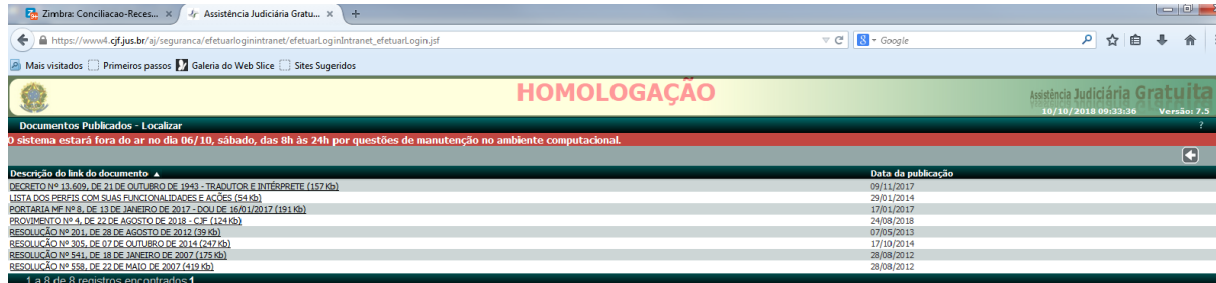 Zimbra: Conciliacao-Reces... × Assistência Judiciária Gratu... × +
https://www4.cjf.jus.br/aj/seguranca/efetuarloginintranet/efetuarLoginIntranet_efetuarLogin.jsf Google
Mais visitados Primeiros passos Galeria do Web Slice Sites Sugeridos
HOMOLOGAÇÃO
Assistência Judiciária Gratuita
10/10/2018 09:33:36 Versão: 7.5
Documentos Publicados - Localizar ?
O sistema estará fora do ar no dia 06/10, sábado, das 8h às 24h por questões de manutenção no ambiente computacional.
Descrição do link do documento ▲ Data da publicação
DECRETO Nº 13.609, DE 21 DE OUTUBRO DE 1943 - TRADUTOR E INTÉRPRETE (157 Kb) 09/11/2017
LISTA DOS PERFIS COM SUAS FUNCIONALIDADES E AÇÕES (54 Kb) 29/01/2014
PORTARIA MF Nº 8, DE 13 DE JANEIRO DE 2017 - DOU DE 16/01/2017 (191 Kb) 17/01/2017
PROVIMENTO Nº 4, DE 22 DE AGOSTO DE 2018 - CJF (124 Kb) 24/08/2018
RESOLUÇÃO Nº 201, DE 28 DE AGOSTO DE 2012 (39 Kb) 07/05/2013
RESOLUÇÃO Nº 305, DE 07 DE OUTUBRO DE 2014 (247 Kb) 17/10/2014
RESOLUÇÃO Nº 541, DE 18 DE JANEIRO DE 2007 (175 Kb) 28/08/2012
RESOLUÇÃO Nº 558, DE 22 DE MAIO DE 2007 (419 Kb) 28/08/2012
1 a 8 de 8 registros encontrados 1